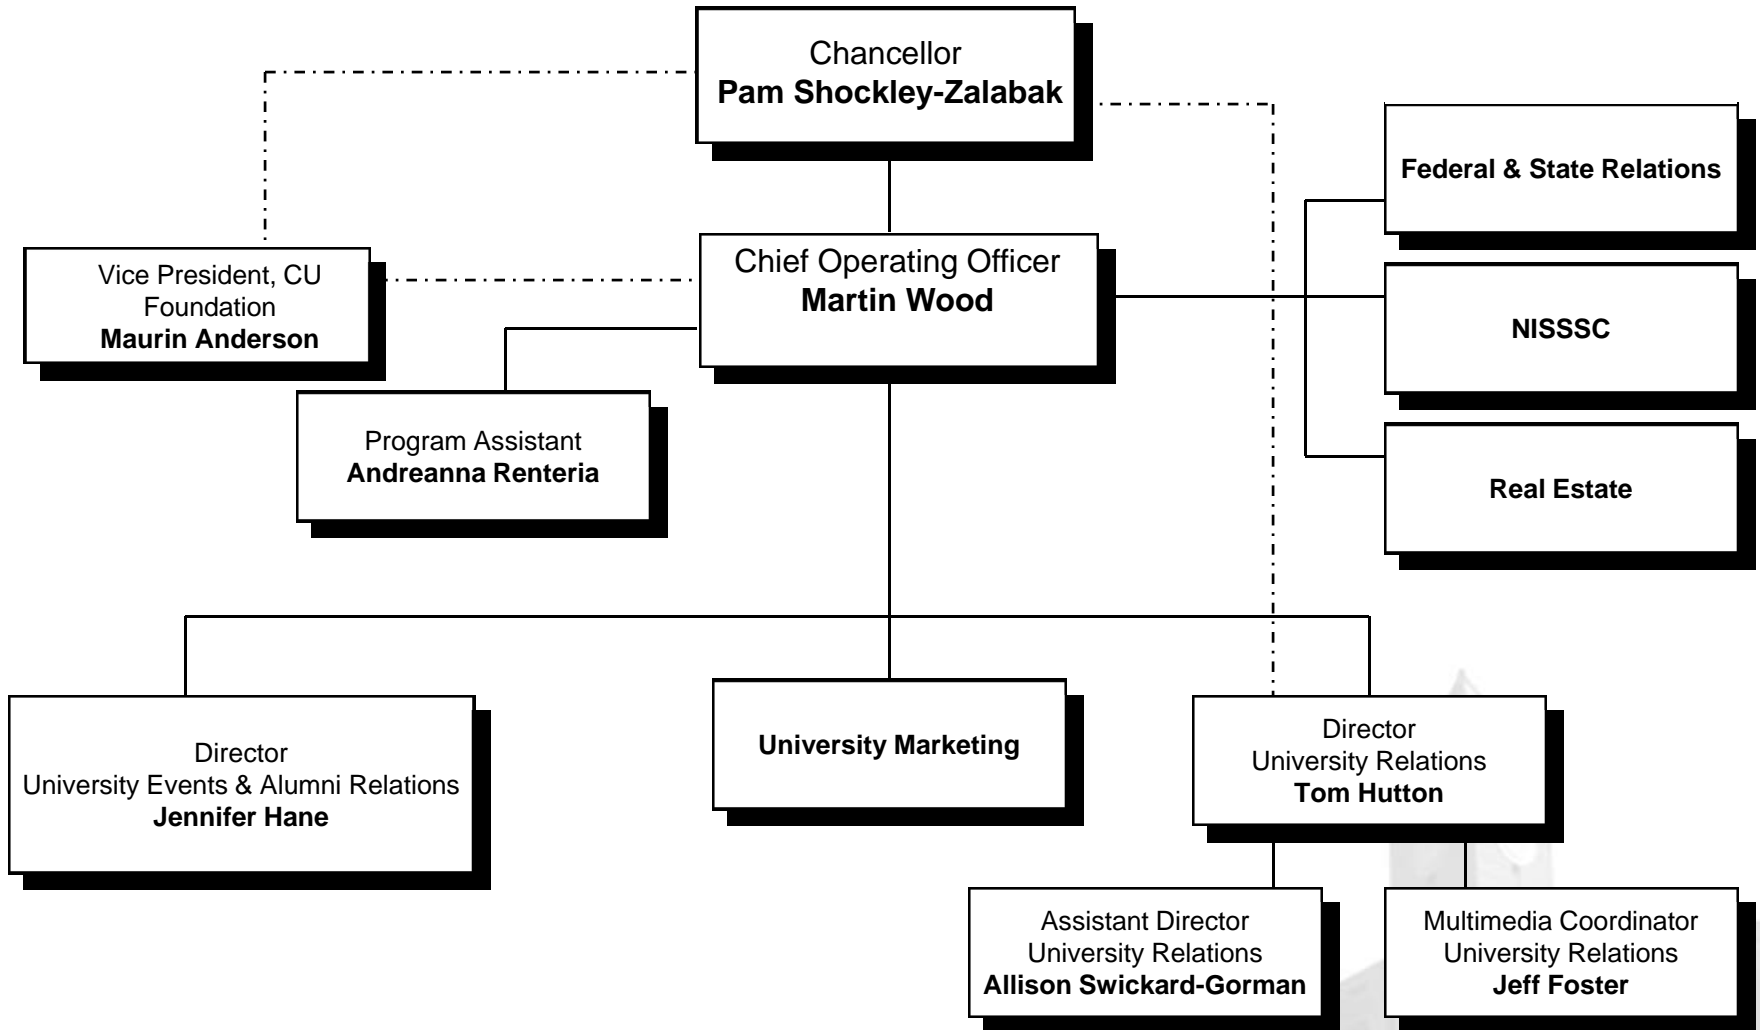 Chancellor
Pam Shockley-Zalabak
Federal & State Relations
Vice President, CU
Foundation
Maurin Anderson
Chief Operating Officer
Martin Wood
NISSSC
Program Assistant
Andreanna Renteria
Real Estate
Director
University Events & Alumni Relations
Jennifer Hane
University Marketing
Director
University Relations
Tom Hutton
Assistant Director
University Relations
Allison Swickard-Gorman
Multimedia Coordinator
University Relations
Jeff Foster